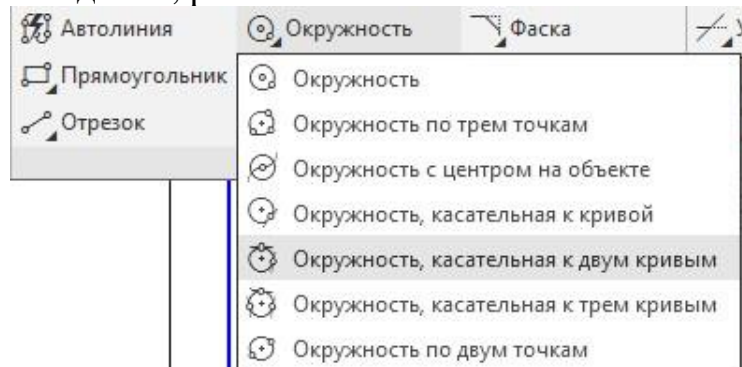 Автолиния Окружность Фаска
Прямоугольник
Отрезок
Окружность
Окружность по трем точкам
Окружность с центром на объекте
Окружность, касательная к кривой
Окружность, касательная к двум кривым
Окружность, касательная к трем кривым
Окружность по двум точкам